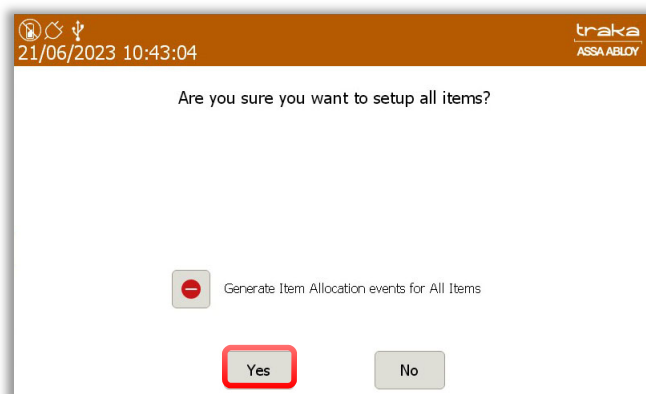 traka
21/06/2023 10:43:04
ASSA ABLOY
Are you sure you want to setup all items?
Generate Item Allocation events for All Items
Yes
No